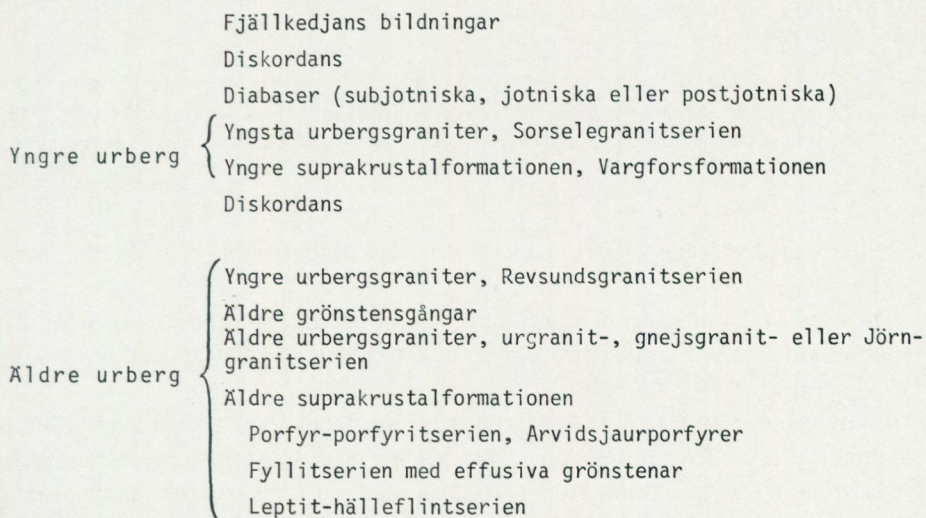 Fjällkedjans bildningar
Diskordans
Diabaser (subjotniska, jotniska eller postjotniska)
Yngre urberg
Yngsta urbergsgraniter, Sorselegranitserien
Yngre suprakrustalformationen, Vargforsformationen
Diskordans
Äldre urberg
Yngre urbergsgraniter, Revsundsgranitserien
Äldre grönstensgångar
Äldre urbergsgraniter, urgranit-, gnejsgranit- eller Jörn-
granitserien
Äldre suprakrustalformationen
Porfyr-porfyritserien, Arvidsjaurporfyrer
Fyllitserien med effusiva grönstenar
Leptit-hälleflintserien